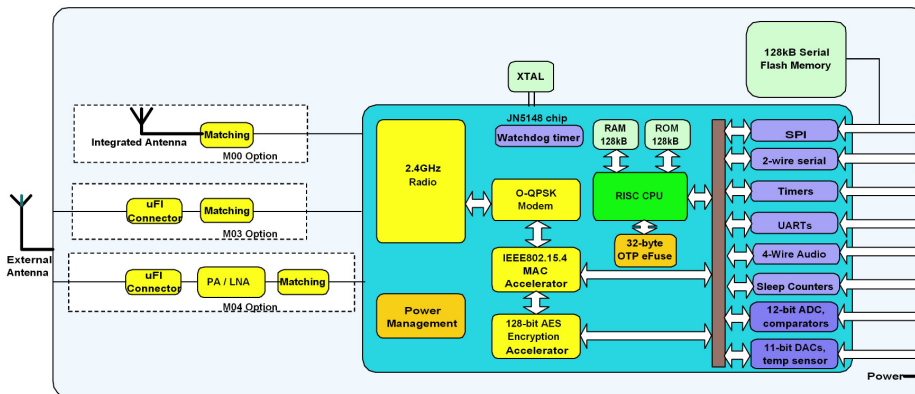 128kB Serial
Flash Memory
XTAL
JN5148 chip
Watchdog timer
RAM
128kB
ROM
128kB
SPI
Integrated Antenna
Matching
M00 Option
2.4GHz
Radio
2-wire serial
O-QPSK
Modem
RISC CPU
Timers
uFl
Connector
Matching
M03 Option
UARTs
External
Antenna
32-byte
OTP eFuse
4-Wire Audio
IEEE802.15.4
MAC
Accelerator
uFl
Connector
PA / LNA
Matching
M04 Option
Sleep Counters
Power
Management
128-bit AES
Encryption
Accelerator
12-bit ADC,
comparators
11-bit DACs,
temp sensor
Power